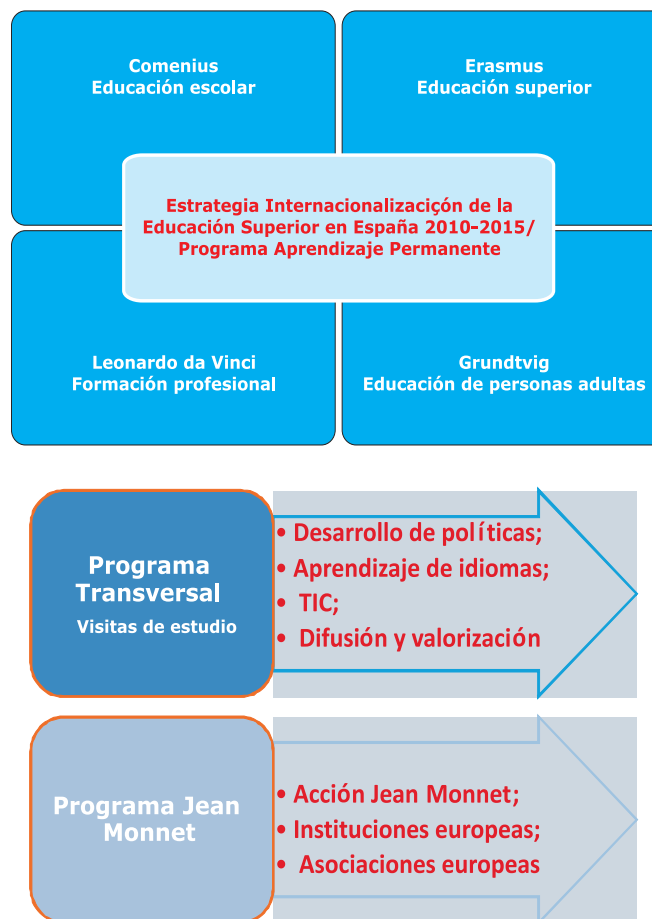 Comenius
Educación escolar
Erasmus
Educación superior
Estrategia Internacionalizacięón de la
Educación Superior en España 2010-2015/
Programa Aprendizaje Permanente
Leonardo da Vinci
Formación profesional
Grundtvig
Educación de personas adultas
Programa
Transversal
Visitas de estudio
• Desarrollo de políticas;
• Aprendizaje de idiomas;
• TIC;
• Difusión y valorización
Programa Jean
Monnet
• Acción Jean Monnet;
• Instituciones europeas;
• Asociaciones europeas